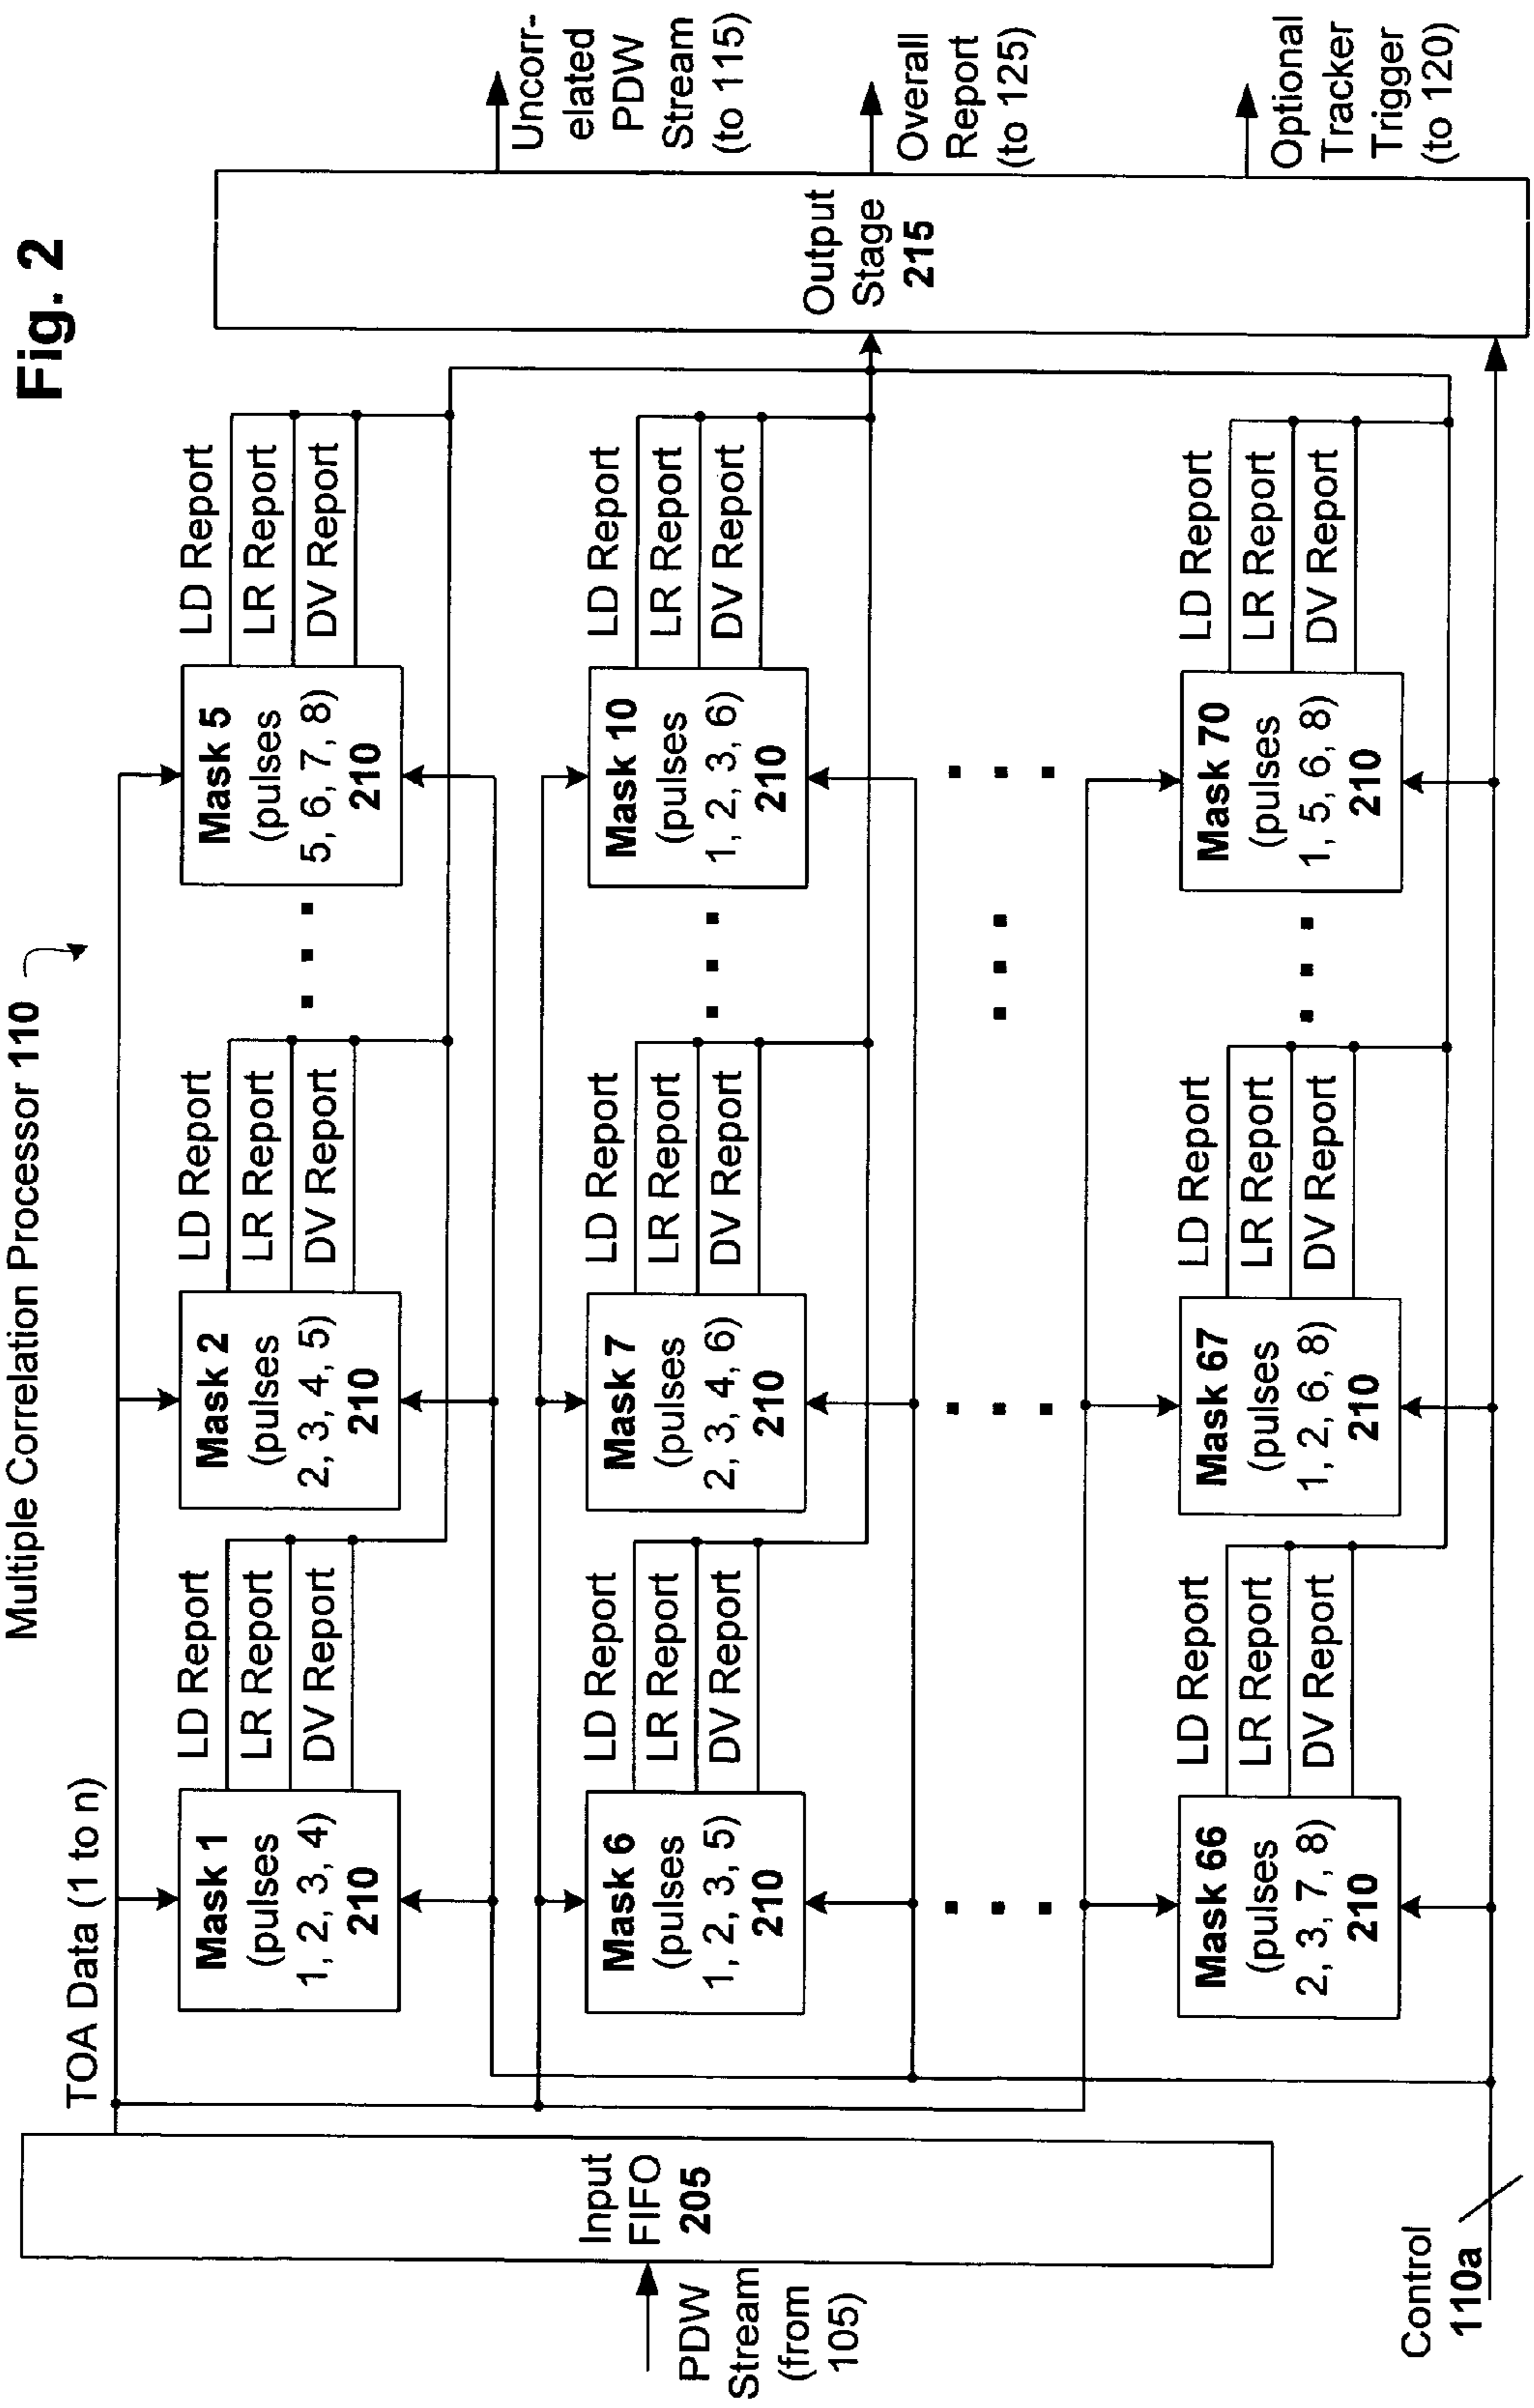 Multiple Correlation Processor 110
Fig. 2
TOA Data (1 to n)
PDW
Stream
(from
105)
Input
FIFO
205
Control
110a
Mask 1
(pulses
1, 2, 3, 4)
210
LD Report
LR Report
DV Report
Mask 2
(pulses
2, 3, 4, 5)
210
LD Report
LR Report
DV Report
Mask 5
(pulses
5, 6, 7, 8)
210
LD Report
LR Report
DV Report
Mask 6
(pulses
1, 2, 3, 5)
210
LD Report
LR Report
DV Report
Mask 7
(pulses
2, 3, 4, 6)
210
LD Report
LR Report
DV Report
Mask 10
(pulses
1, 2, 3, 6)
210
LD Report
LR Report
DV Report
Mask 66
(pulses
2, 3, 7, 8)
210
LD Report
LR Report
DV Report
Mask 67
(pulses
1, 2, 6, 8)
210
LD Report
LR Report
DV Report
Mask 70
(pulses
1, 5, 6, 8)
210
LD Report
LR Report
DV Report
Output
Stage
215
Uncorr-
elated
PDW
Stream
(to 115)
Overall
Report
(to 125)
Optional
Tracker
Trigger
(to 120)